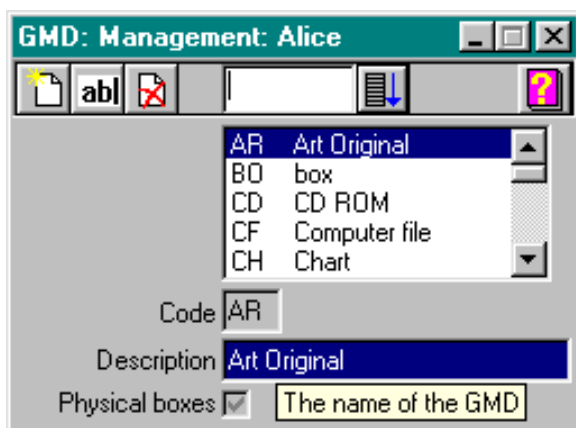 GMD: Management: Alice
ab|
AR Art Original
BO box
CD CD ROM
CF Computer file
CH Chart
Code AR
Description Art Original
Physical boxes The name of the GMD